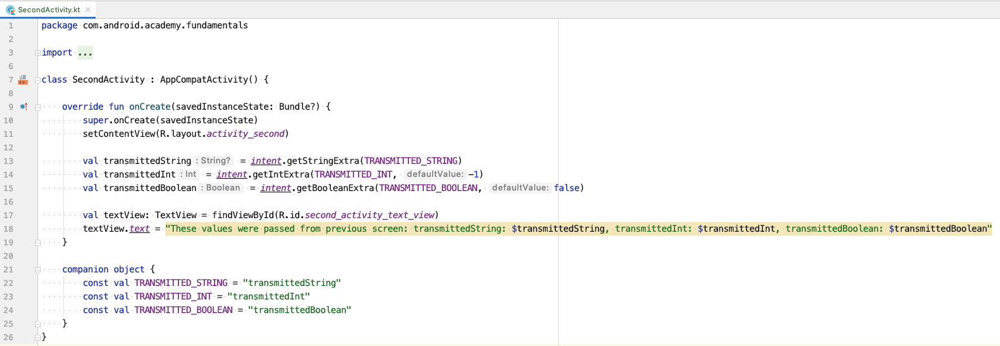 SecondActivity.kt
1 package com.android.academy.fundamentals
2
3 import ...
6
7 class SecondActivity : AppCompatActivity() {
8
9     override fun onCreate(savedInstanceState: Bundle?) {
10         super.onCreate(savedInstanceState)
11         setContentView(R.layout.activity_second)
12
13         val transmittedString : String? = intent.getStringExtra(TRANSMITTED_STRING)
14         val transmittedInt : Int = intent.getIntExtra(TRANSMITTED_INT, defaultValue: -1)
15         val transmittedBoolean : Boolean = intent.getBooleanExtra(TRANSMITTED_BOOLEAN, defaultValue: false)
16
17         val textView: TextView = findViewById(R.id.second_activity_text_view)
18         textView.text = "These values were passed from previous screen: transmittedString: $transmittedString, transmittedInt: $transmittedInt, transmittedBoolean: $transmittedBoolean"
19     }
20
21     companion object {
22         const val TRANSMITTED_STRING = "transmittedString"
23         const val TRANSMITTED_INT = "transmittedInt"
24         const val TRANSMITTED_BOOLEAN = "transmittedBoolean"
25     }
26 }